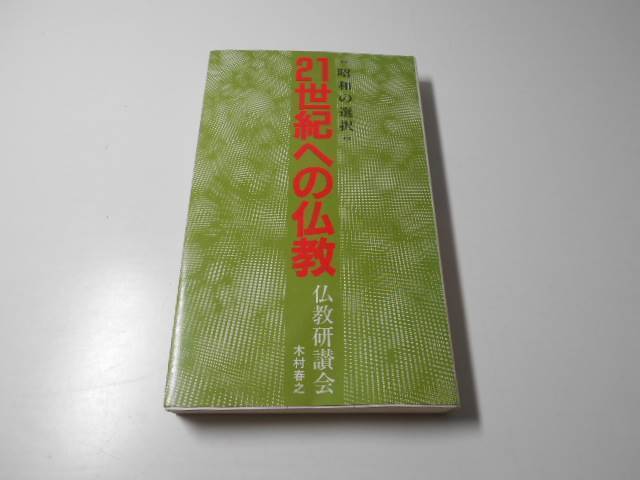 “昭和の選択”
21世紀への仏教
仏教研讃会
木村春之